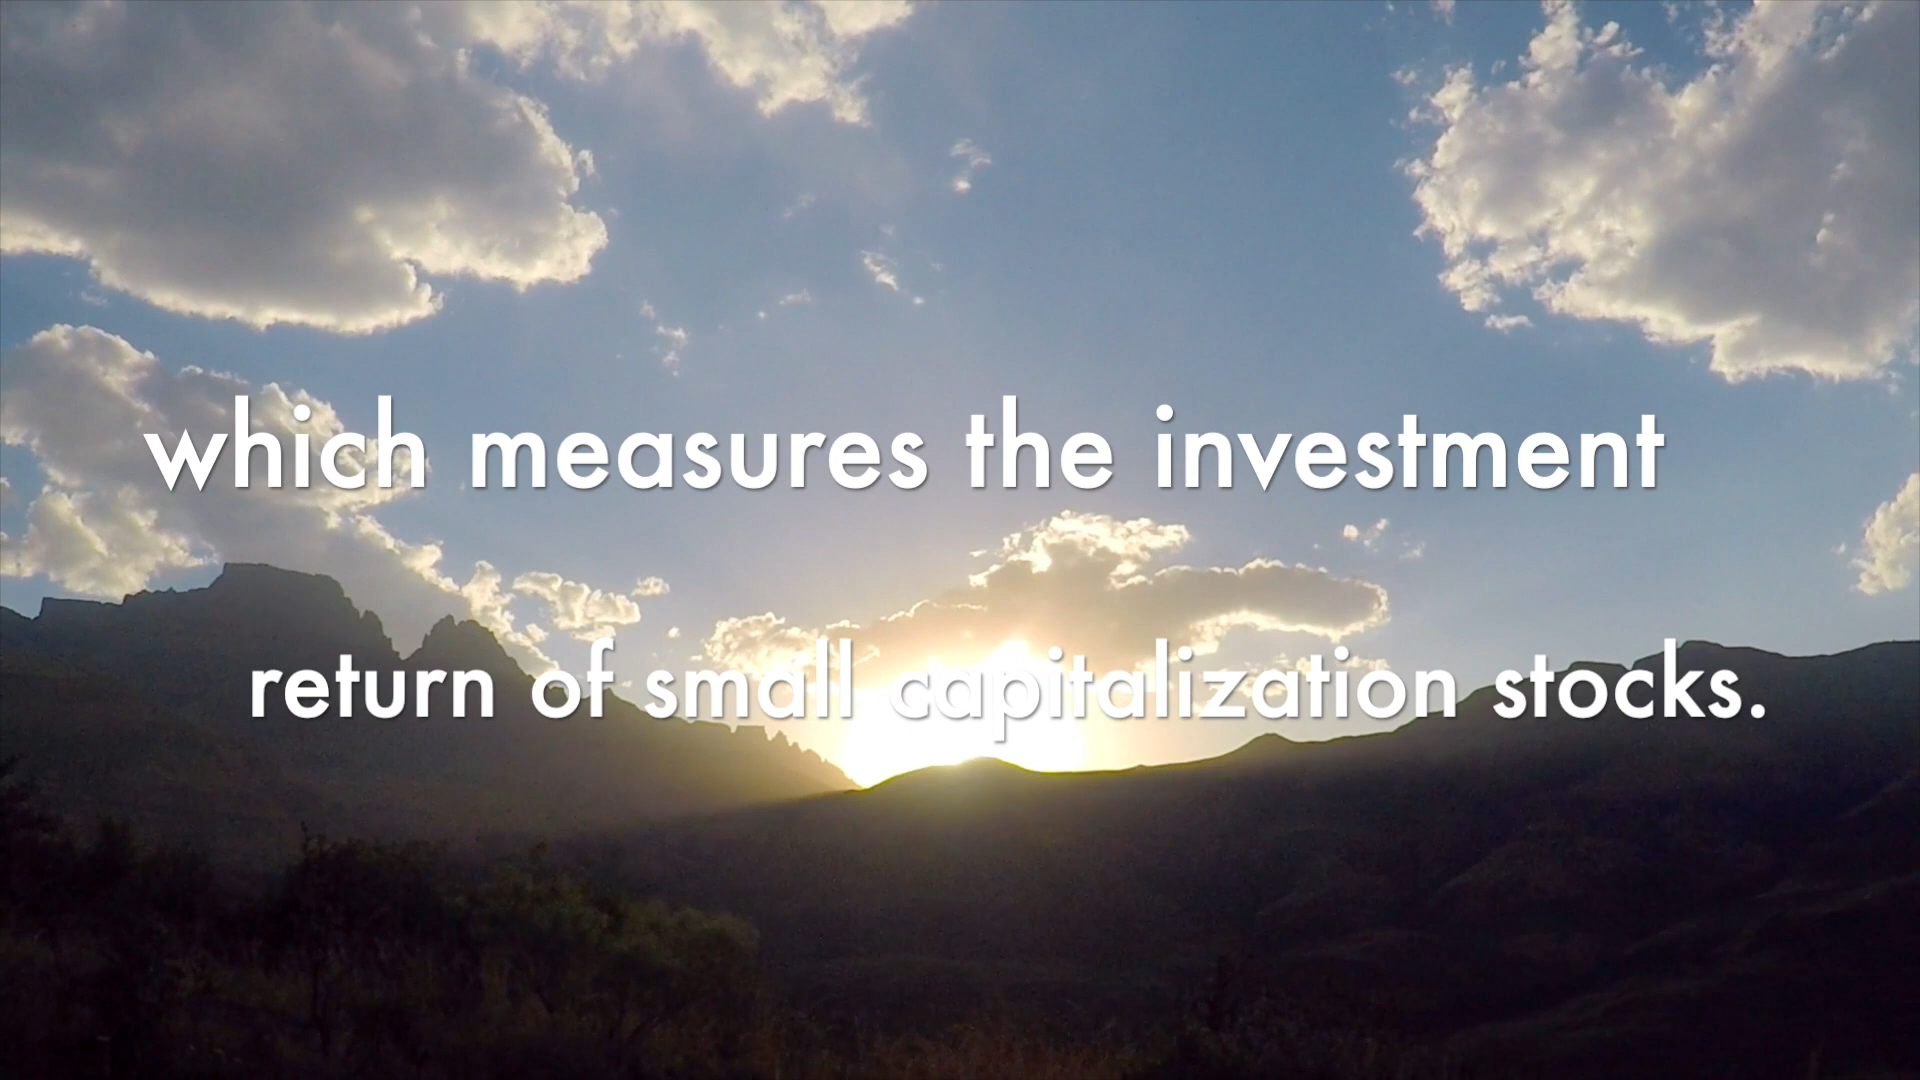 which measures the investment
return of small capitalization stocks.